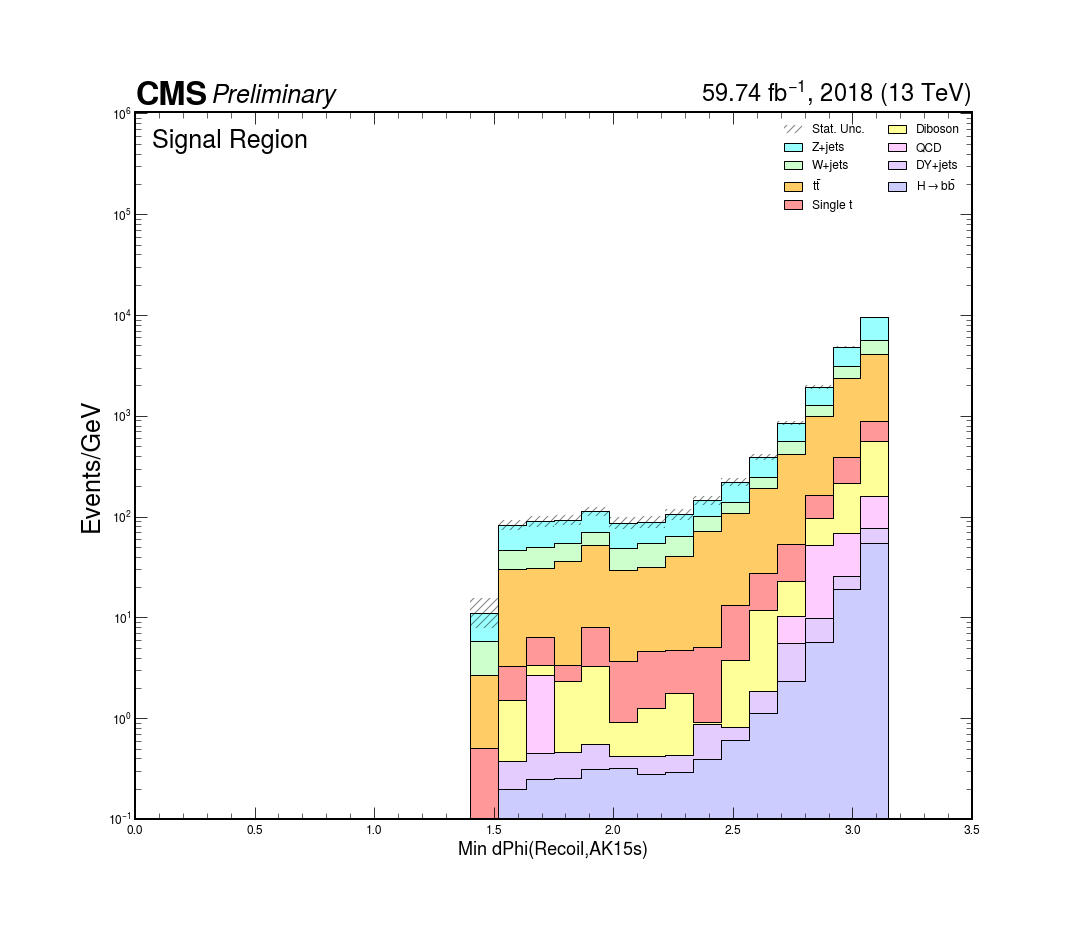 CMS Preliminary
59.74 fb⁻¹, 2018 (13 TeV)
Signal Region
Stat. Unc.
Z+jets
W+jets
tt̄
Single t
Diboson
QCD
DY+jets
H→bb̄
Events/GeV
10⁶
10⁵
10⁴
10³
10²
10¹
10⁰
10⁻¹
0.0 0.5 1.0 1.5 2.0 2.5 3.0 3.5
Min dPhi(Recoil,AK15s)